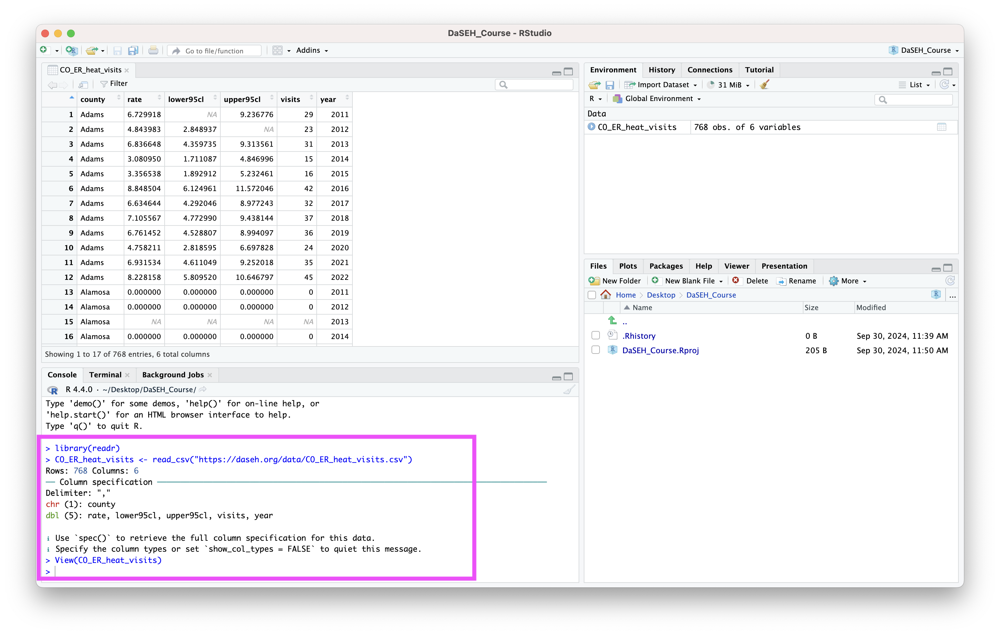 DaSEH_Course - RStudio
Go to file/function
Addins
DaSEH_Course
CO_ER_heat_visits
Filter
county rate lower95cl upper95cl visits year
1 Adams 6.729918 NA 9.236776 29 2011
2 Adams 4.843983 2.848937 NA 23 2012
3 Adams 6.836648 4.359735 9.313561 31 2013
4 Adams 3.080950 1.711087 4.846996 15 2014
5 Adams 3.356538 1.892912 5.232461 16 2015
6 Adams 8.848504 6.124961 11.572046 42 2016
7 Adams 6.634644 4.292046 8.977243 32 2017
8 Adams 7.105567 4.772990 9.438144 37 2018
9 Adams 6.761452 4.528807 8.994097 36 2019
10 Adams 4.758211 2.818595 6.697828 24 2020
11 Adams 6.931534 4.611049 9.252018 35 2021
12 Adams 8.228158 5.809520 10.646797 45 2022
13 Alamosa 0.000000 0.000000 0.000000 0 2011
14 Alamosa 0.000000 0.000000 0.000000 0 2012
15 Alamosa NA NA NA NA 2013
16 Alamosa 0.000000 0.000000 0.000000 0 2014
Showing 1 to 17 of 768 entries, 6 total columns
Console Terminal Background Jobs
R 4.4.0 · ~/Desktop/DaSEH_Course/
Type 'demo()' for some demos, 'help()' for on-line help, or
'help.start()' for an HTML browser interface to help.
Type 'q()' to quit R.
> library(readr)
> CO_ER_heat_visits <- read_csv("https://daseh.org/data/CO_ER_heat_visits.csv")
Rows: 768 Columns: 6
── Column specification ──
Delimiter: ","
chr (1): county
dbl (5): rate, lower95cl, upper95cl, visits, year
ℹ Use `spec()` to retrieve the full column specification for this data.
ℹ Specify the column types or set `show_col_types = FALSE` to quiet this message.
> View(CO_ER_heat_visits)
>
Environment History Connections Tutorial
Import Dataset 31 MiB List
R Global Environment
Data
CO_ER_heat_visits 768 obs. of 6 variables
Files Plots Packages Help Viewer Presentation
New Folder New Blank File Delete Rename More
Home Desktop DaSEH_Course ...
Name Size Modified
..
.Rhistory 0 B Sep 30, 2024, 11:39 AM
DaSEH_Course.Rproj 205 B Sep 30, 2024, 11:50 AM